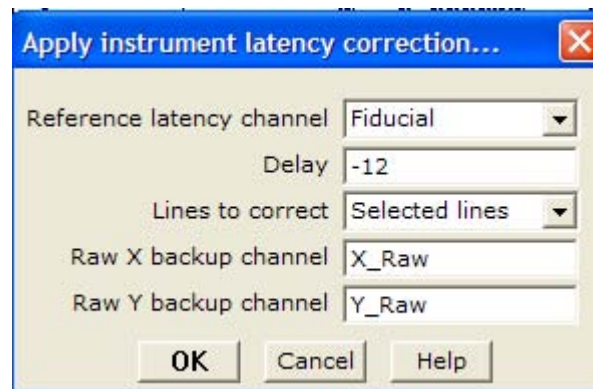 Apply instrument latency correction...
Reference latency channel Fiducial
Delay -12
Lines to correct Selected lines
Raw X backup channel X_Raw
Raw Y backup channel Y_Raw
OK Cancel Help